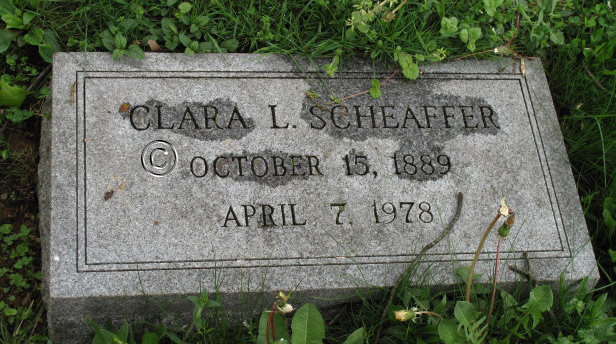 CLARA L. SCHEAFFER
© OCTOBER 15, 1889
APRIL 7, 1978